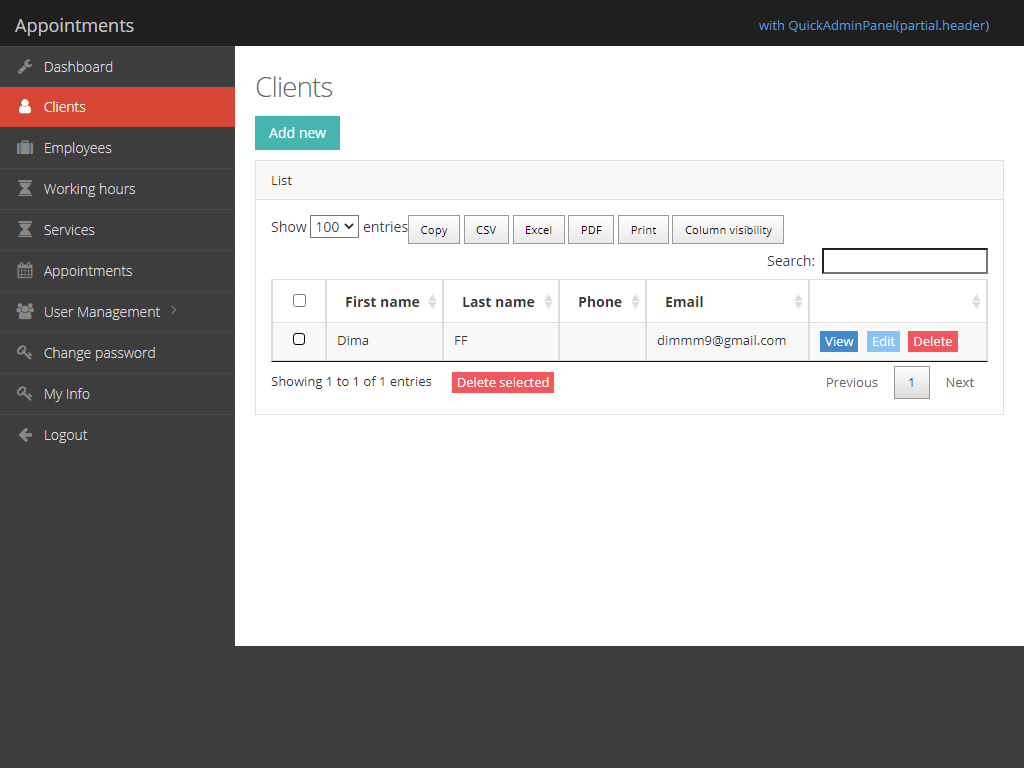 Appointments
with QuickAdminPanel(partial.header)
Dashboard
Clients
Employees
Working hours
Services
Appointments
User Management
Change password
My Info
Logout
Clients
Add new
List
Show 100 entries Copy CSV Excel PDF Print Column visibility
Search:
First name Last name Phone Email
Dima FF dimmm9@gmail.com View Edit Delete
Showing 1 to 1 of 1 entries Delete selected Previous 1 Next